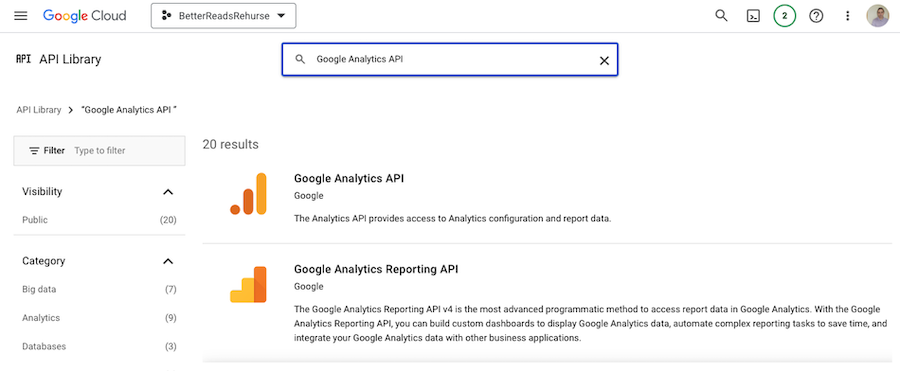 Google Cloud
BetterReadsRehurse
2
API API Library
Google Analytics API
API Library
"Google Analytics API "
Filter Type to filter
Visibility
Public (20)
Category
Big data (7)
Analytics (9)
Databases (3)
20 results
Google Analytics API
Google
The Analytics API provides access to Analytics configuration and report data.
Google Analytics Reporting API
Google
The Google Analytics Reporting API v4 is the most advanced programmatic method to access report data in Google Analytics. With the Google
Analytics Reporting API, you can build custom dashboards to display Google Analytics data, automate complex reporting tasks to save time, and
integrate your Google Analytics data with other business applications.